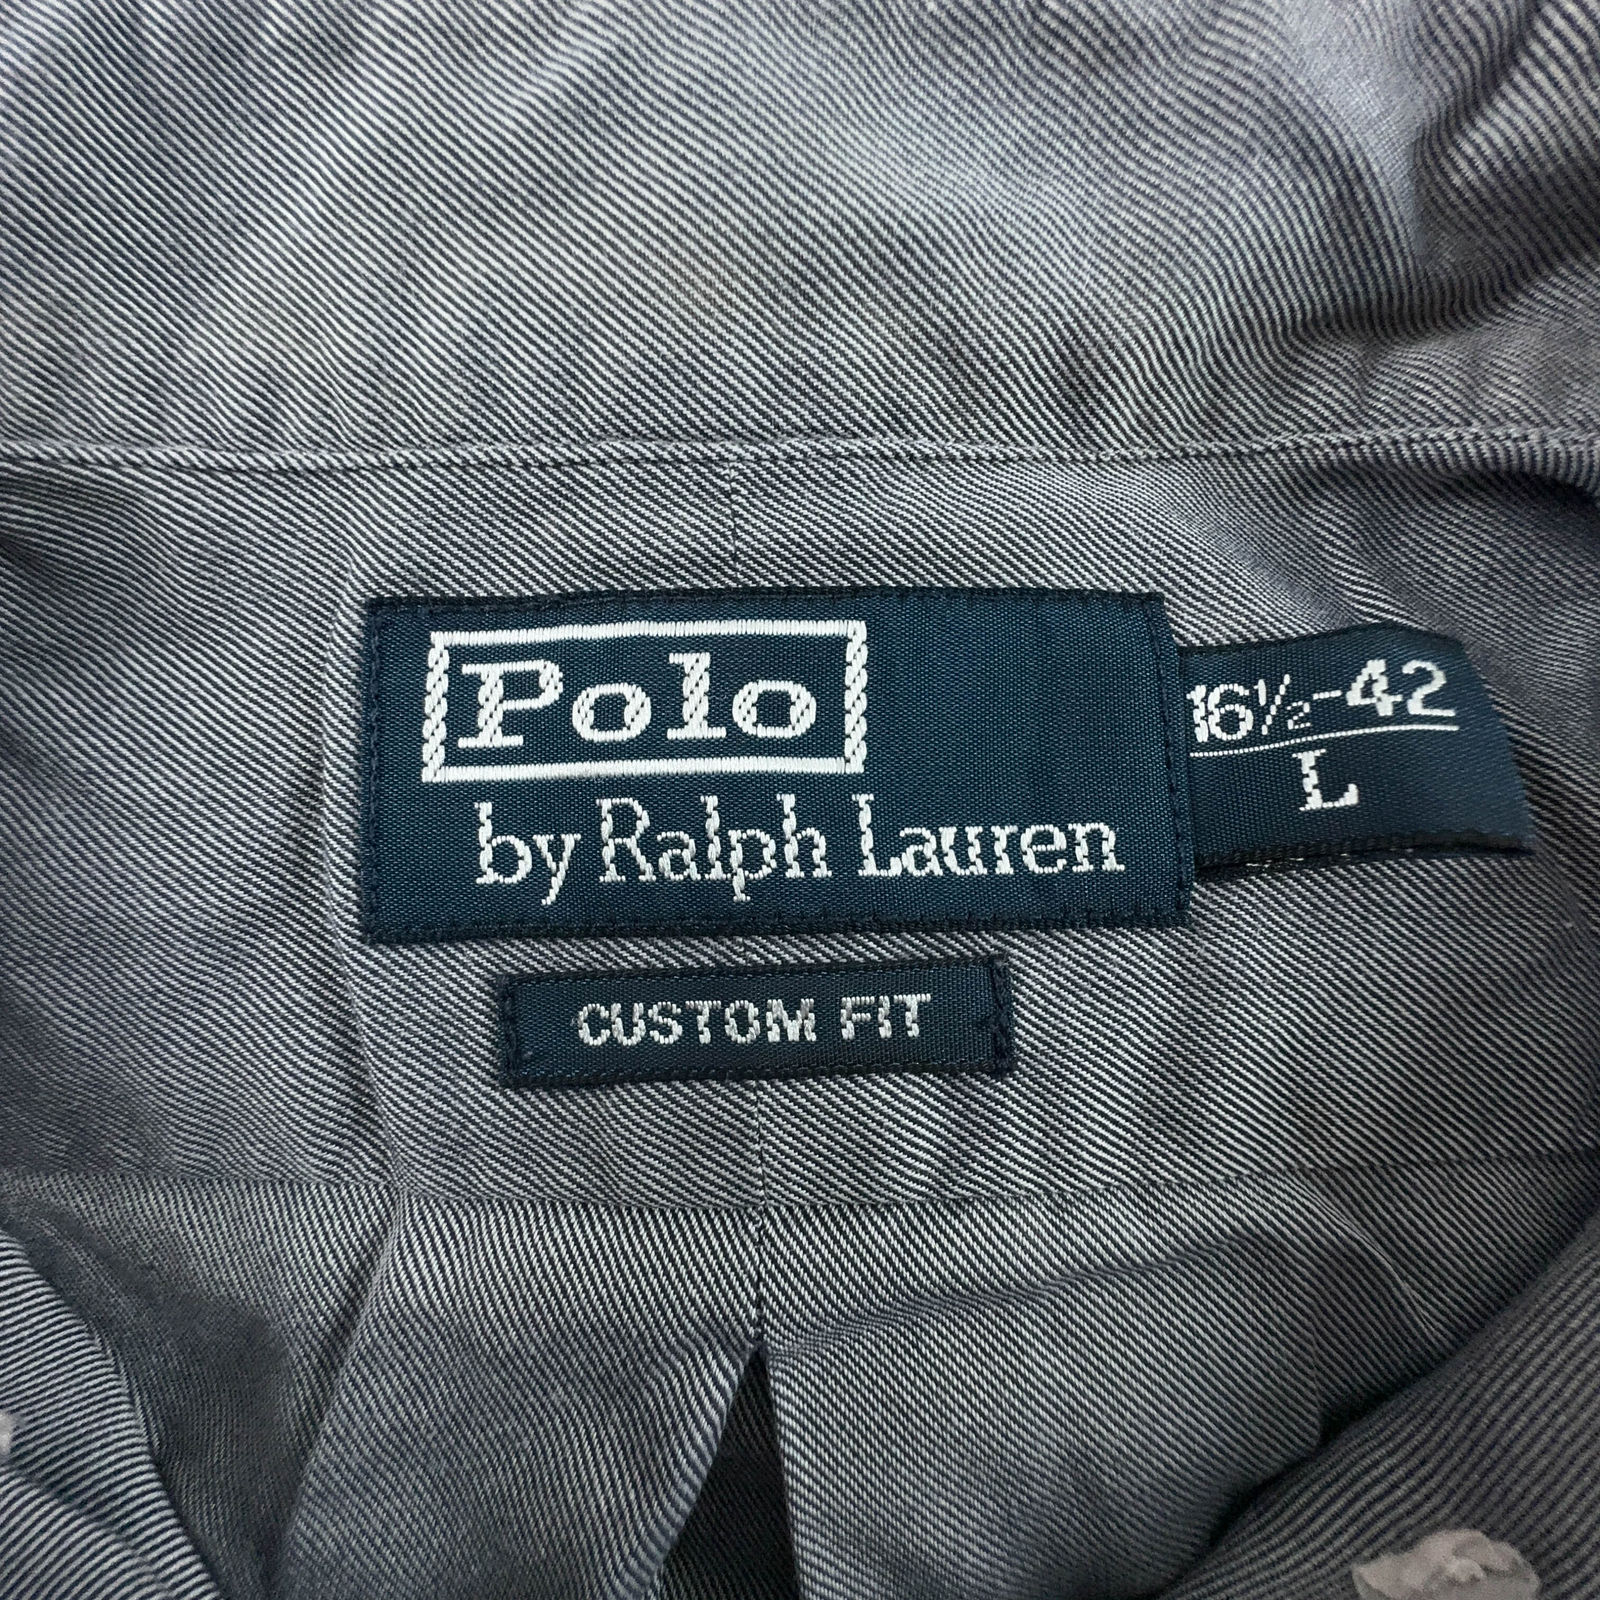 Polo
by Ralph Lauren
16½-42
L
CUSTOM FIT